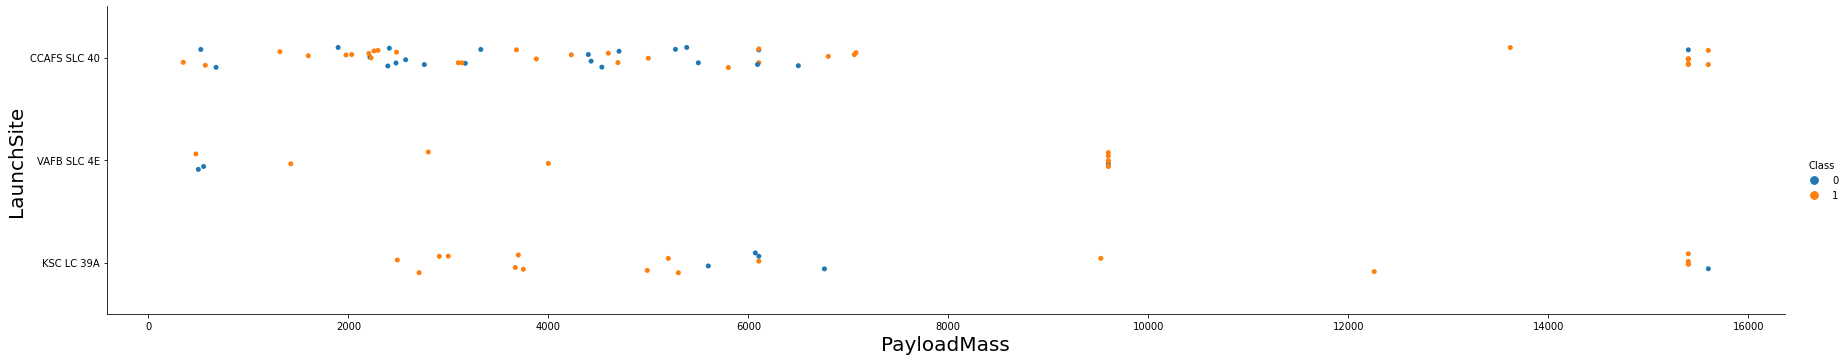 LaunchSite
CCAFS SLC 40
VAFB SLC 4E
KSC LC 39A
0 2000 4000 6000 8000 10000 12000 14000 16000
PayloadMass
Class
0
1